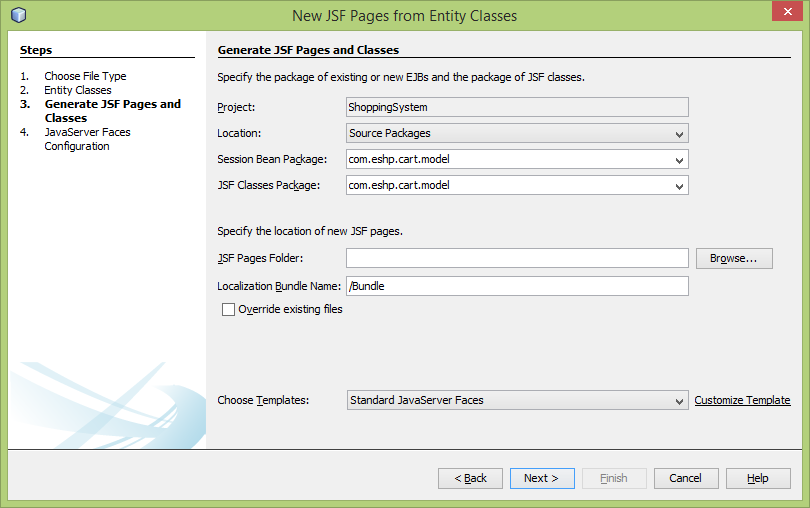 New JSF Pages from Entity Classes
Steps
1. Choose File Type
2. Entity Classes
3. Generate JSF Pages and
Classes
4. JavaServer Faces
Configuration
Generate JSF Pages and Classes
Specify the package of existing or new EJBs and the package of JSF classes.
Project: ShoppingSystem
Location: Source Packages
Session Bean Package: com.eshp.cart.model
JSF Classes Package: com.eshp.cart.model
Specify the location of new JSF pages.
JSF Pages Folder: Browse...
Localization Bundle Name: /Bundle
Override existing files
Choose Templates: Standard JavaServer Faces Customize Template
< Back Next > Finish Cancel Help